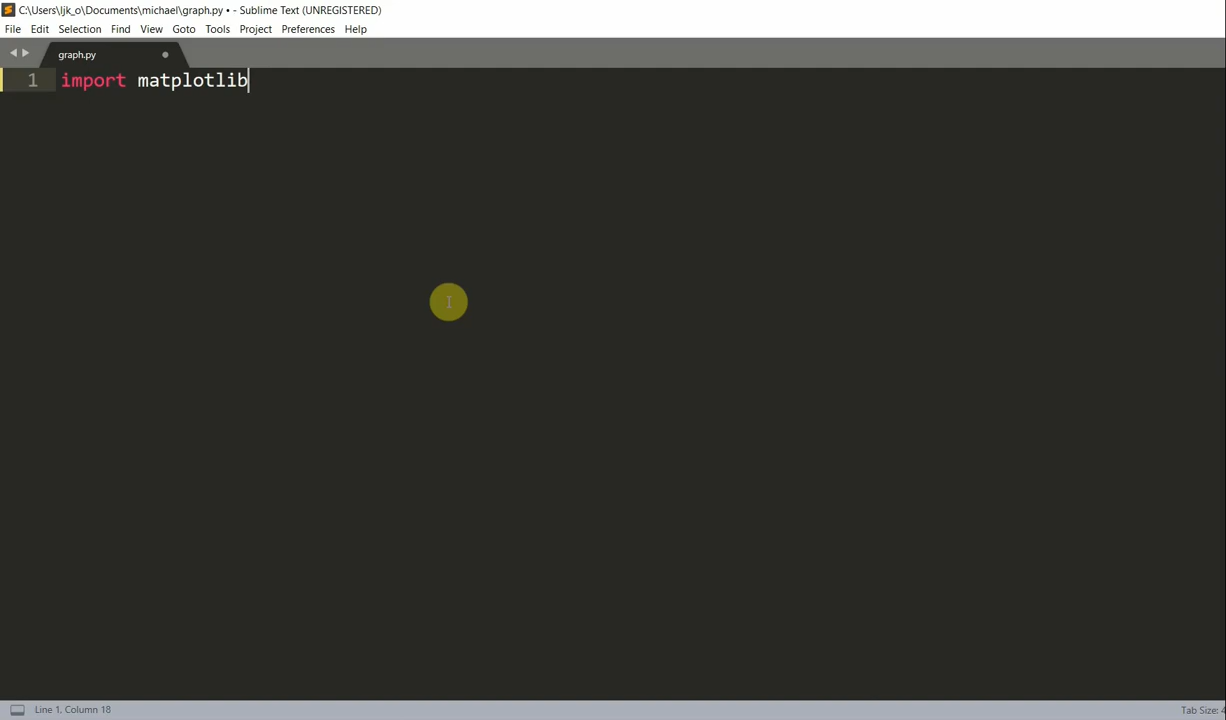 C:\Users\ljk_o\Documents\michael\graph.py • - Sublime Text (UNREGISTERED)
File Edit Selection Find View Goto Tools Project Preferences Help
graph.py
1 import matplotlib
Line 1, Column 18 Tab Size: 4